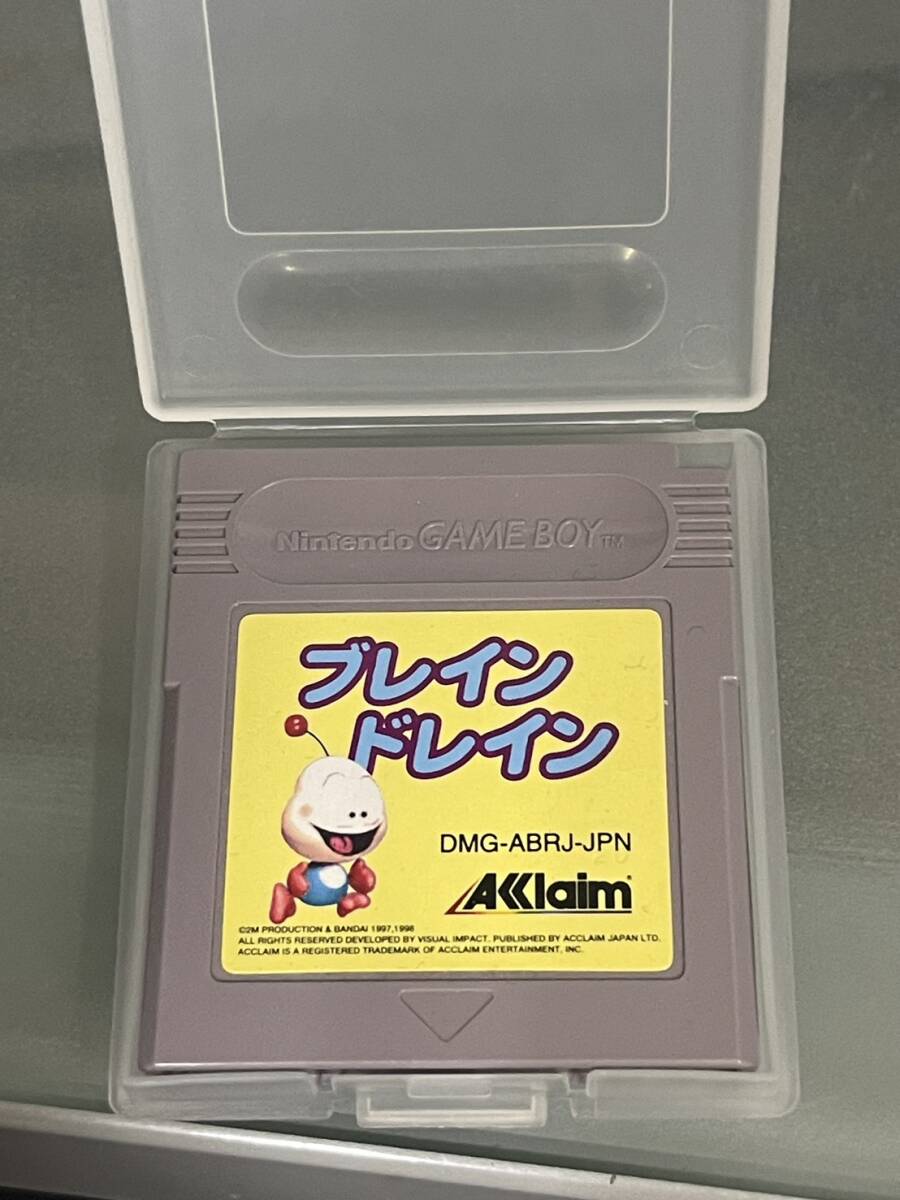 Nintendo GAME BOY TM
ブレイン
ドレイン
DMG-ABRJ-JPN
AKKlaim
©2M PRODUCTION & BANDAI 1997,1998
ALL RIGHTS RESERVED DEVELOPED BY VISUAL IMPACT. PUBLISHED BY ACCLAIM JAPAN LTD.
ACCLAIM IS A REGISTERED TRADEMARK OF ACCLAIM ENTERTAINMENT, INC.